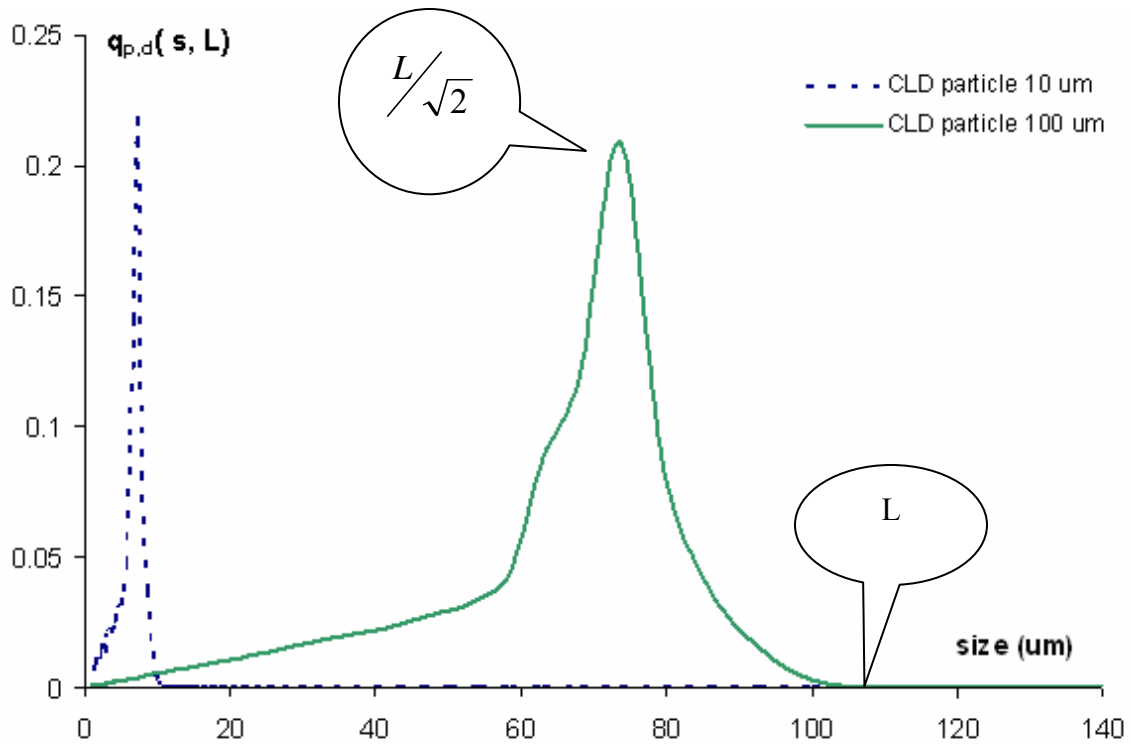 q_{p,d}( s, L)
L/√2
CLD particle 10 um
CLD particle 100 um
L
size (um)
0.25
0.2
0.15
0.1
0.05
0
0 20 40 60 80 100 120 140